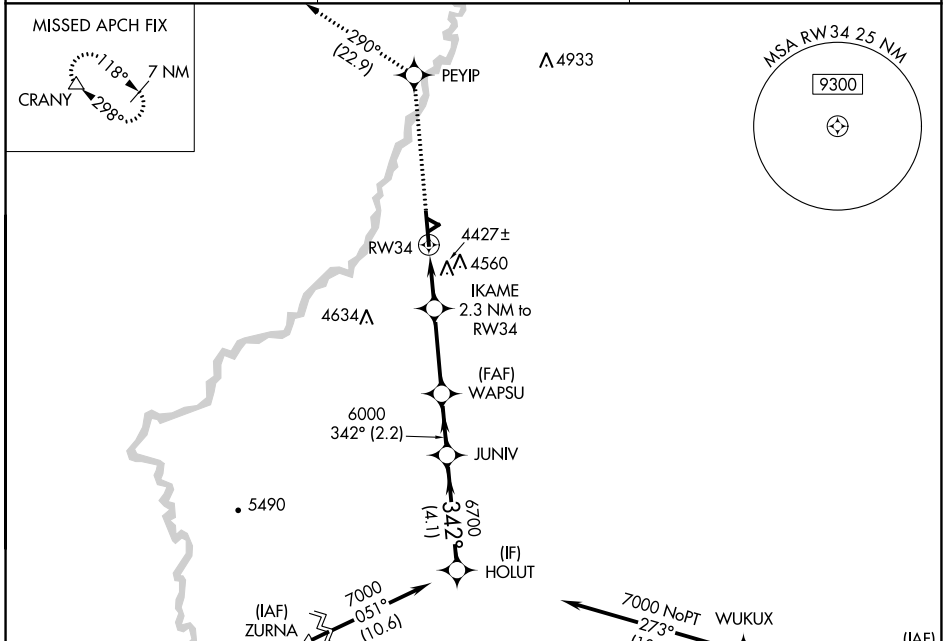 MISSED APCH FIX
118°
7 NM
CRANY
298°
290°
(22.9)
PEYIP
4933
MSA RW34 25 NM
9300
RW34
4427±
4560
IKAME
2.3 NM to
RW34
4634
(FAF)
WAPSU
6000
342° (2.2)
JUNIV
5490
6700
342°
(4.1)
(IF)
HOLUT
7000
051°
(10.6)
(IAF)
ZURNA
7000 NoPT
273°
WUKUX
(IAF)